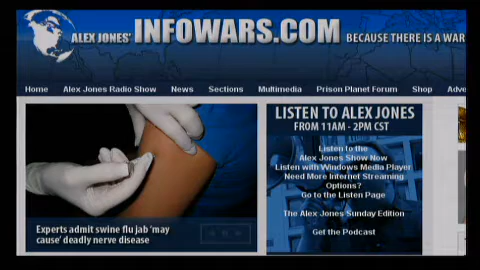 ALEX JONES' INFOWARS.COM BECAUSE THERE IS A WAR
Home Alex Jones Radio Show News Sections Multimedia Prison Planet Forum Shop Adve
LISTEN TO ALEX JONES
FROM 11AM - 2PM CST
Listen to the
Alex Jones Show Now
Listen with Windows Media Player
Need More Internet Streaming
Options?
Go to the Listen Page
The Alex Jones Sunday Edition
Get the Podcast
Experts admit swine flu jab 'may
cause' deadly nerve disease